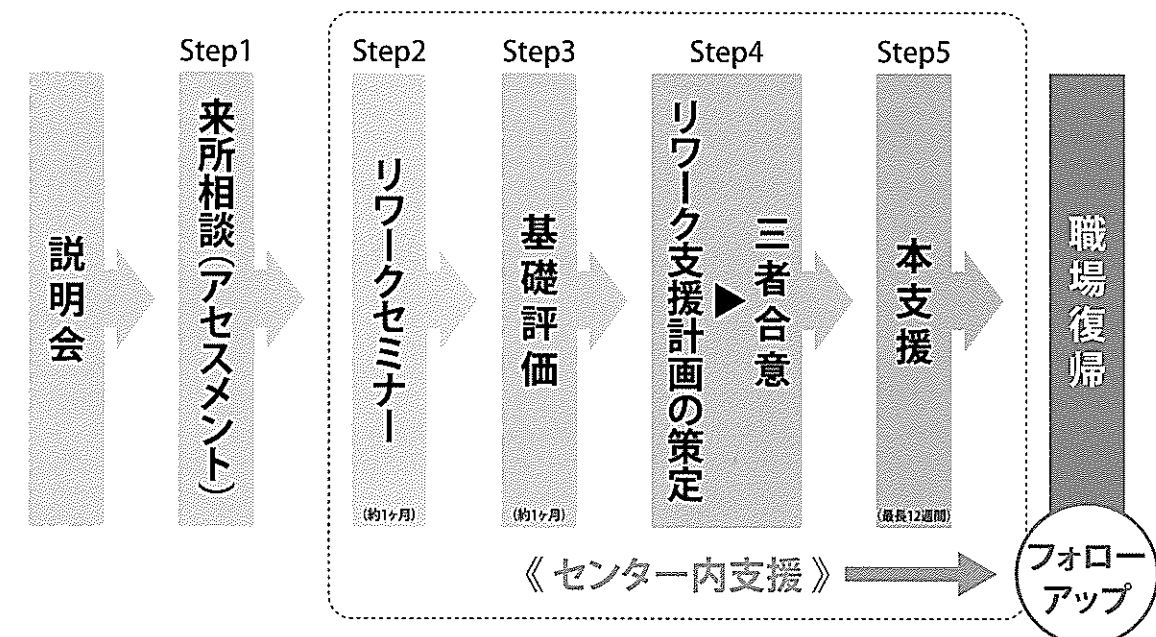 説明会
Step1
来所相談(アセスメント)
Step2
リワークセミナー
(約1ヶ月)
Step3
基礎評価
(約1ヶ月)
Step4
リワーク支援計画の策定
▶
三者合意
Step5
本支援
(最長12週間)
職場復帰
《センター内支援》
フォロー
アップ